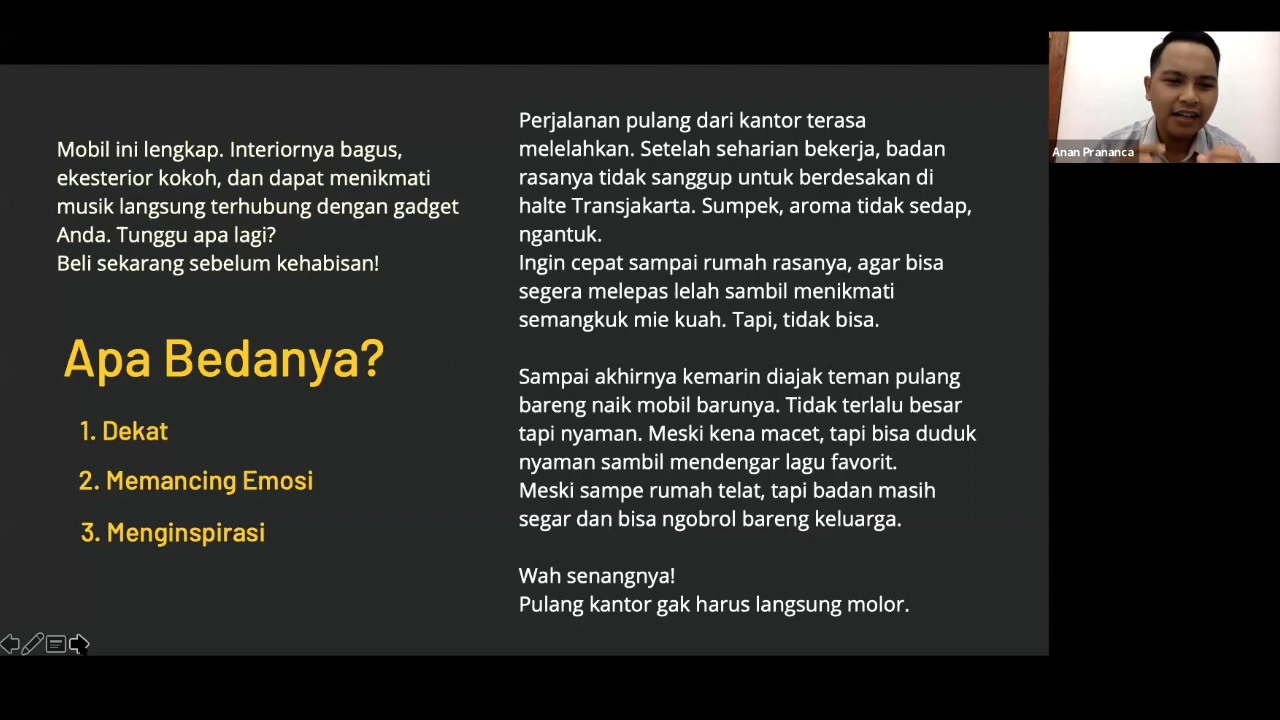 Mobil ini lengkap. Interiornya bagus,
ekesterior kokoh, dan dapat menikmati
musik langsung terhubung dengan gadget
Anda. Tunggu apa lagi?
Beli sekarang sebelum kehabisan!
Apa Bedanya?
1. Dekat
2. Memancing Emosi
3. Menginspirasi
Perjalanan pulang dari kantor terasa
melelahkan. Setelah seharian bekerja, badan
rasanya tidak sanggup untuk berdesakan di
halte Transjakarta. Sumpek, aroma tidak sedap,
ngantuk.
Ingin cepat sampai rumah rasanya, agar bisa
segera melepas lelah sambil menikmati
semangkuk mie kuah. Tapi, tidak bisa.
Sampai akhirnya kemarin diajak teman pulang
bareng naik mobil barunya. Tidak terlalu besar
tapi nyaman. Meski kena macet, tapi bisa duduk
nyaman sambil mendengar lagu favorit.
Meski sampe rumah telat, tapi badan masih
segar dan bisa ngobrol bareng keluarga.
Wah senangnya!
Pulang kantor gak harus langsung molor.
Anan Prananca